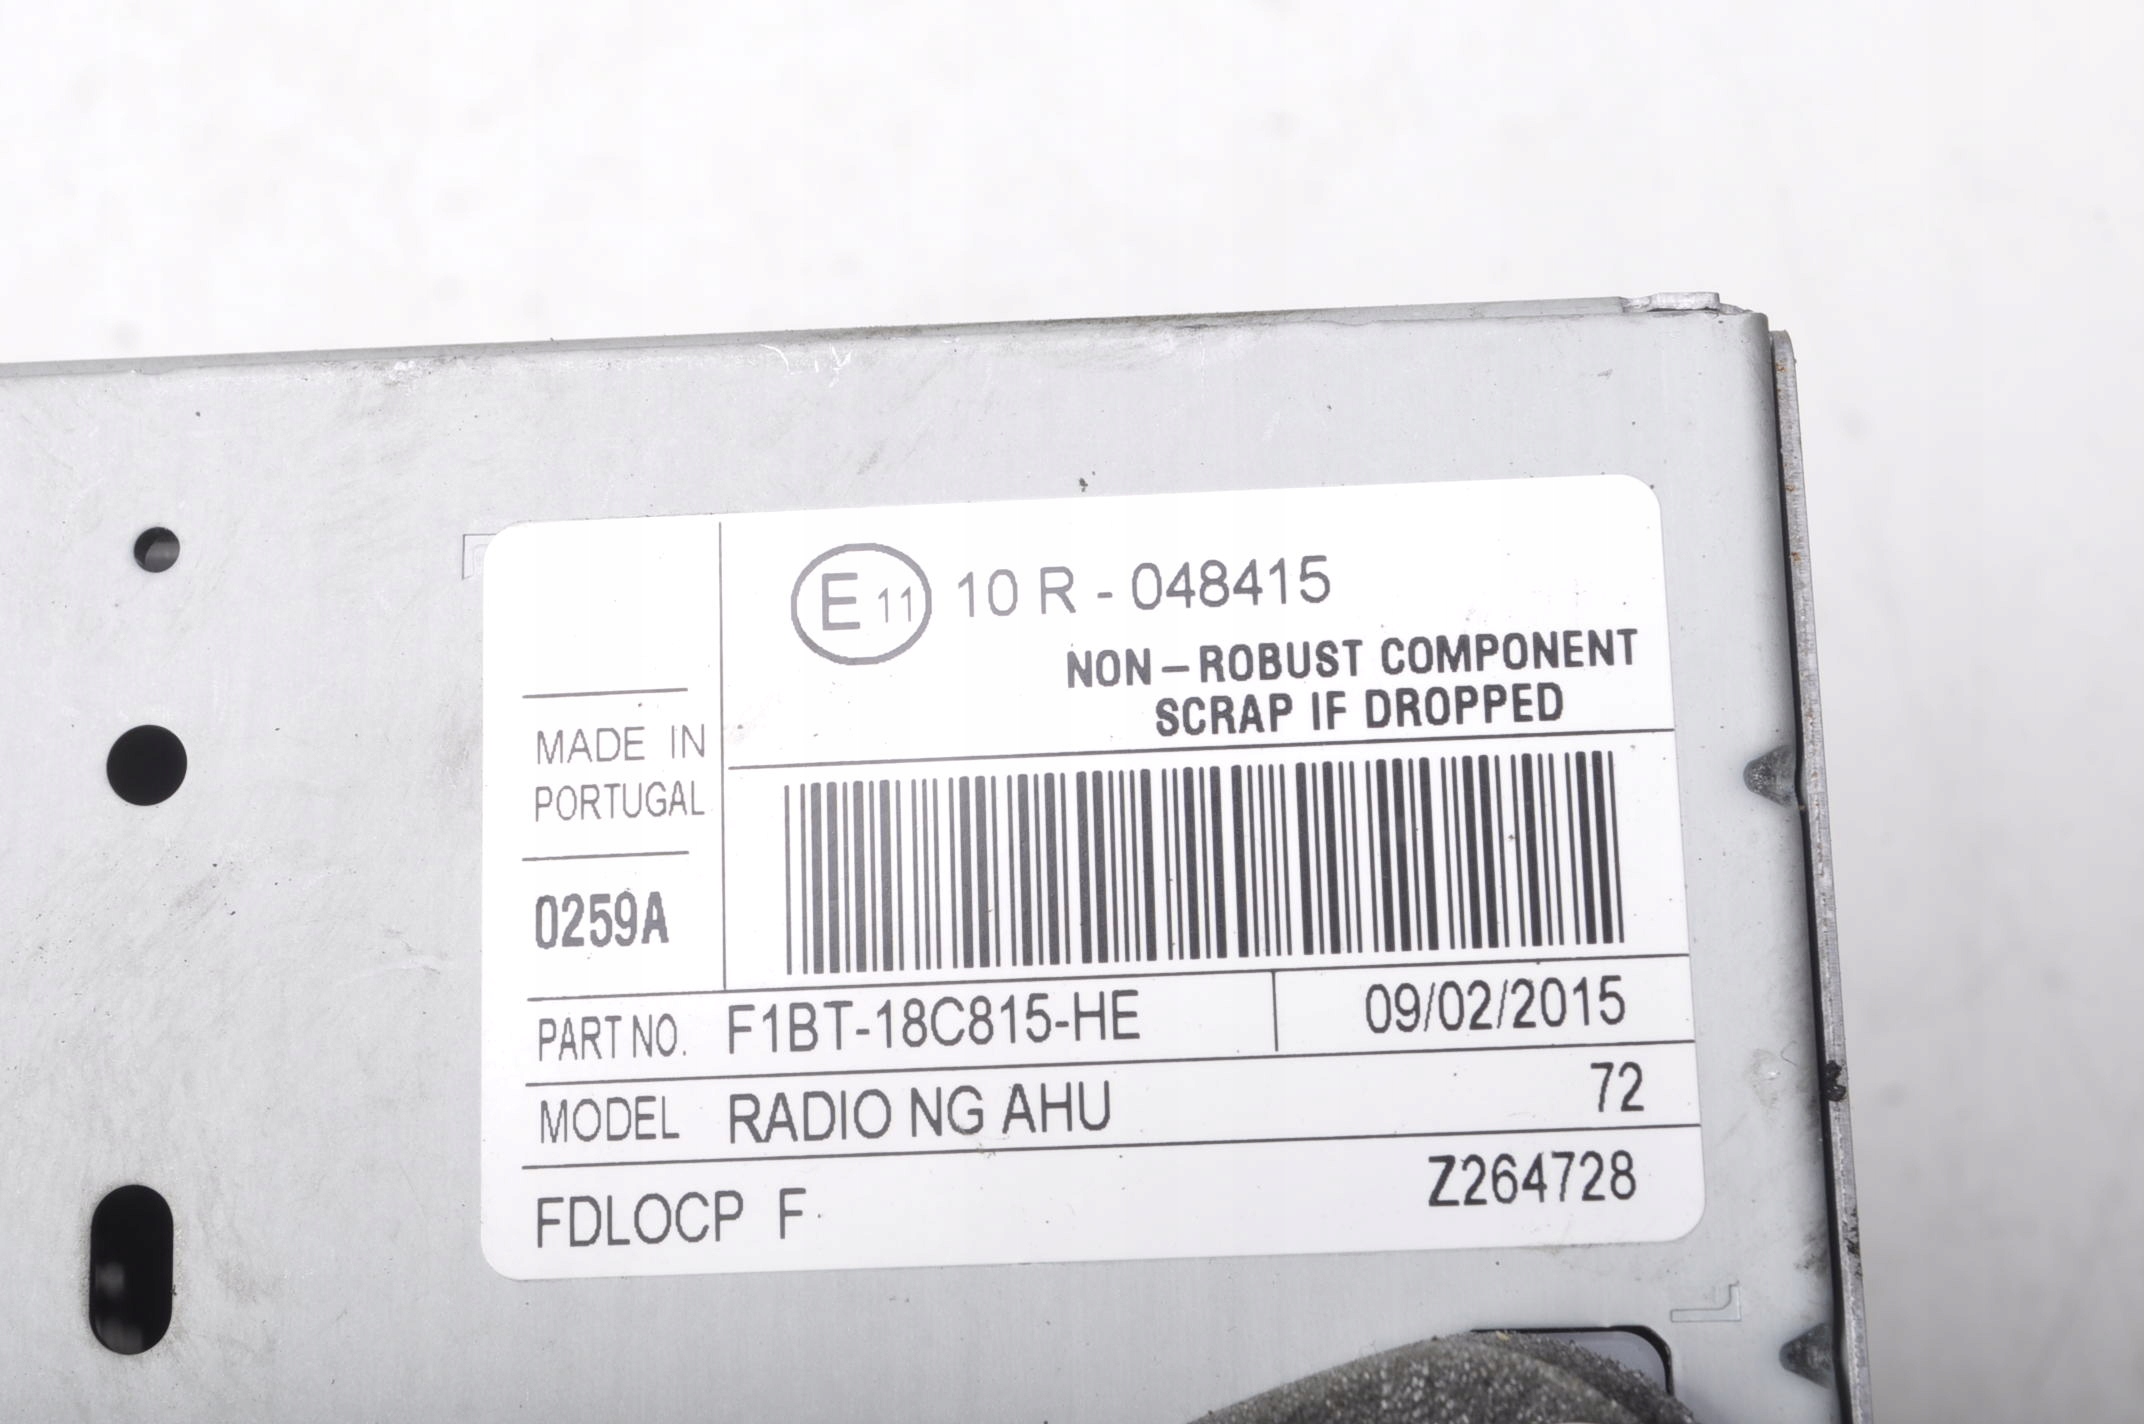 E 11 10 R - 048415
NON-ROBUST COMPONENT
SCRAP IF DROPPED
MADE IN
PORTUGAL
0259A
PART NO. F1BT-18C815-HE 09/02/2015
MODEL RADIO NG AHU 72
FDLOCP F Z264728